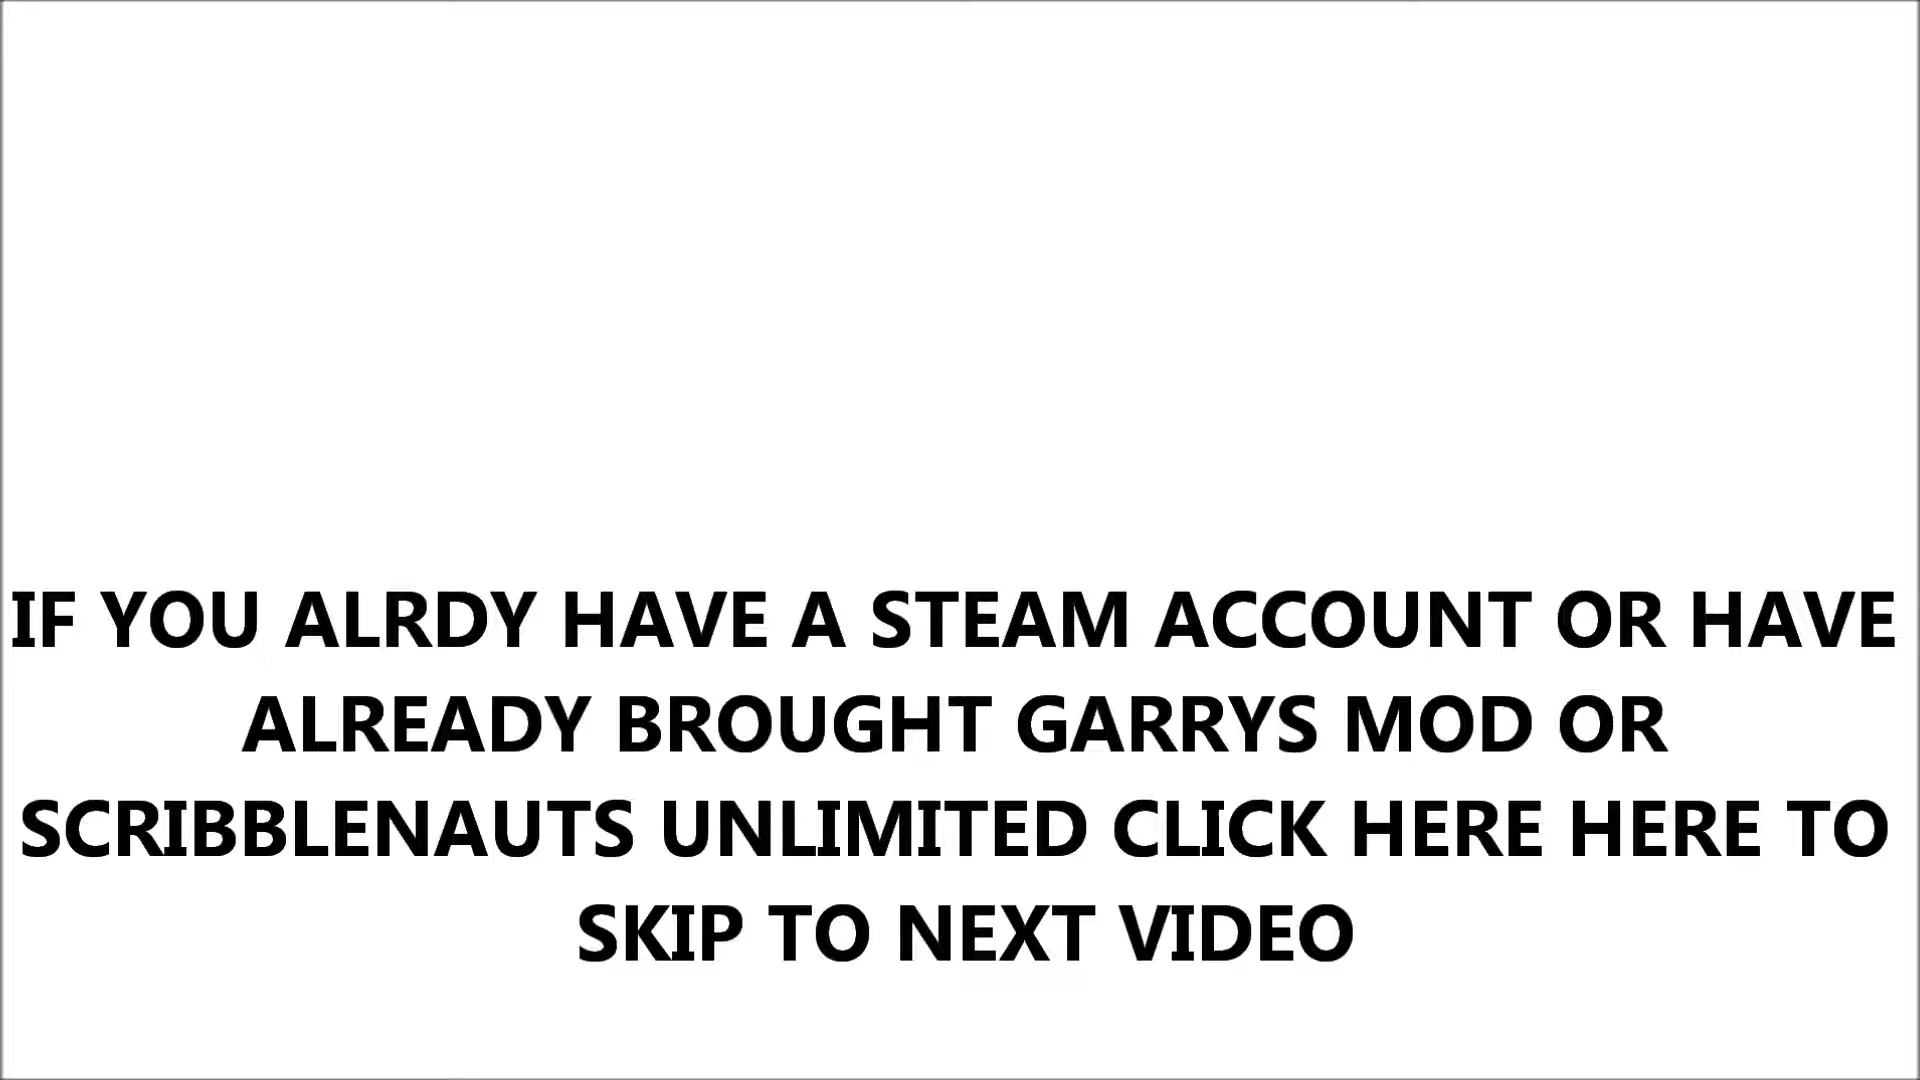 IF YOU ALRDY HAVE A STEAM ACCOUNT OR HAVE
ALREADY BROUGHT GARRYS MOD OR
SCRIBBLENAUTS UNLIMITED CLICK HERE HERE TO
SKIP TO NEXT VIDEO